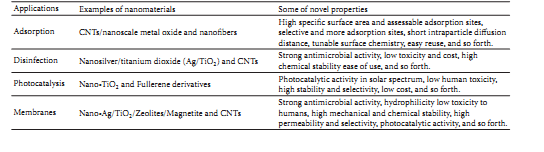 Applications Examples of nanomaterials Some of novel properties
Adsorption CNTs/nanoscale metal oxide and nanofibers High specific surface area and assessable adsorption sites,
selective and more adsorption sites, short intraparticle diffusion
distance, tunable surface chemistry, easy reuse, and so forth.
Disinfection Nanosilver/titanium dioxide (Ag/TiO₂) and CNTs Strong antimicrobial activity, low toxicity and cost, high
chemical stability ease of use, and so forth.
Photocatalysis Nano-TiO₂ and Fullerene derivatives Photocatalytic activity in solar spectrum, low human toxicity,
high stability and selectivity, low cost, and so forth.
Membranes Nano-Ag/TiO₂/Zeolites/Magnetite and CNTs Strong antimicrobial activity, hydrophilicity low toxicity to
humans, high mechanical and chemical stability, high
permeability and selectivity, photocatalytic activity, and so forth.